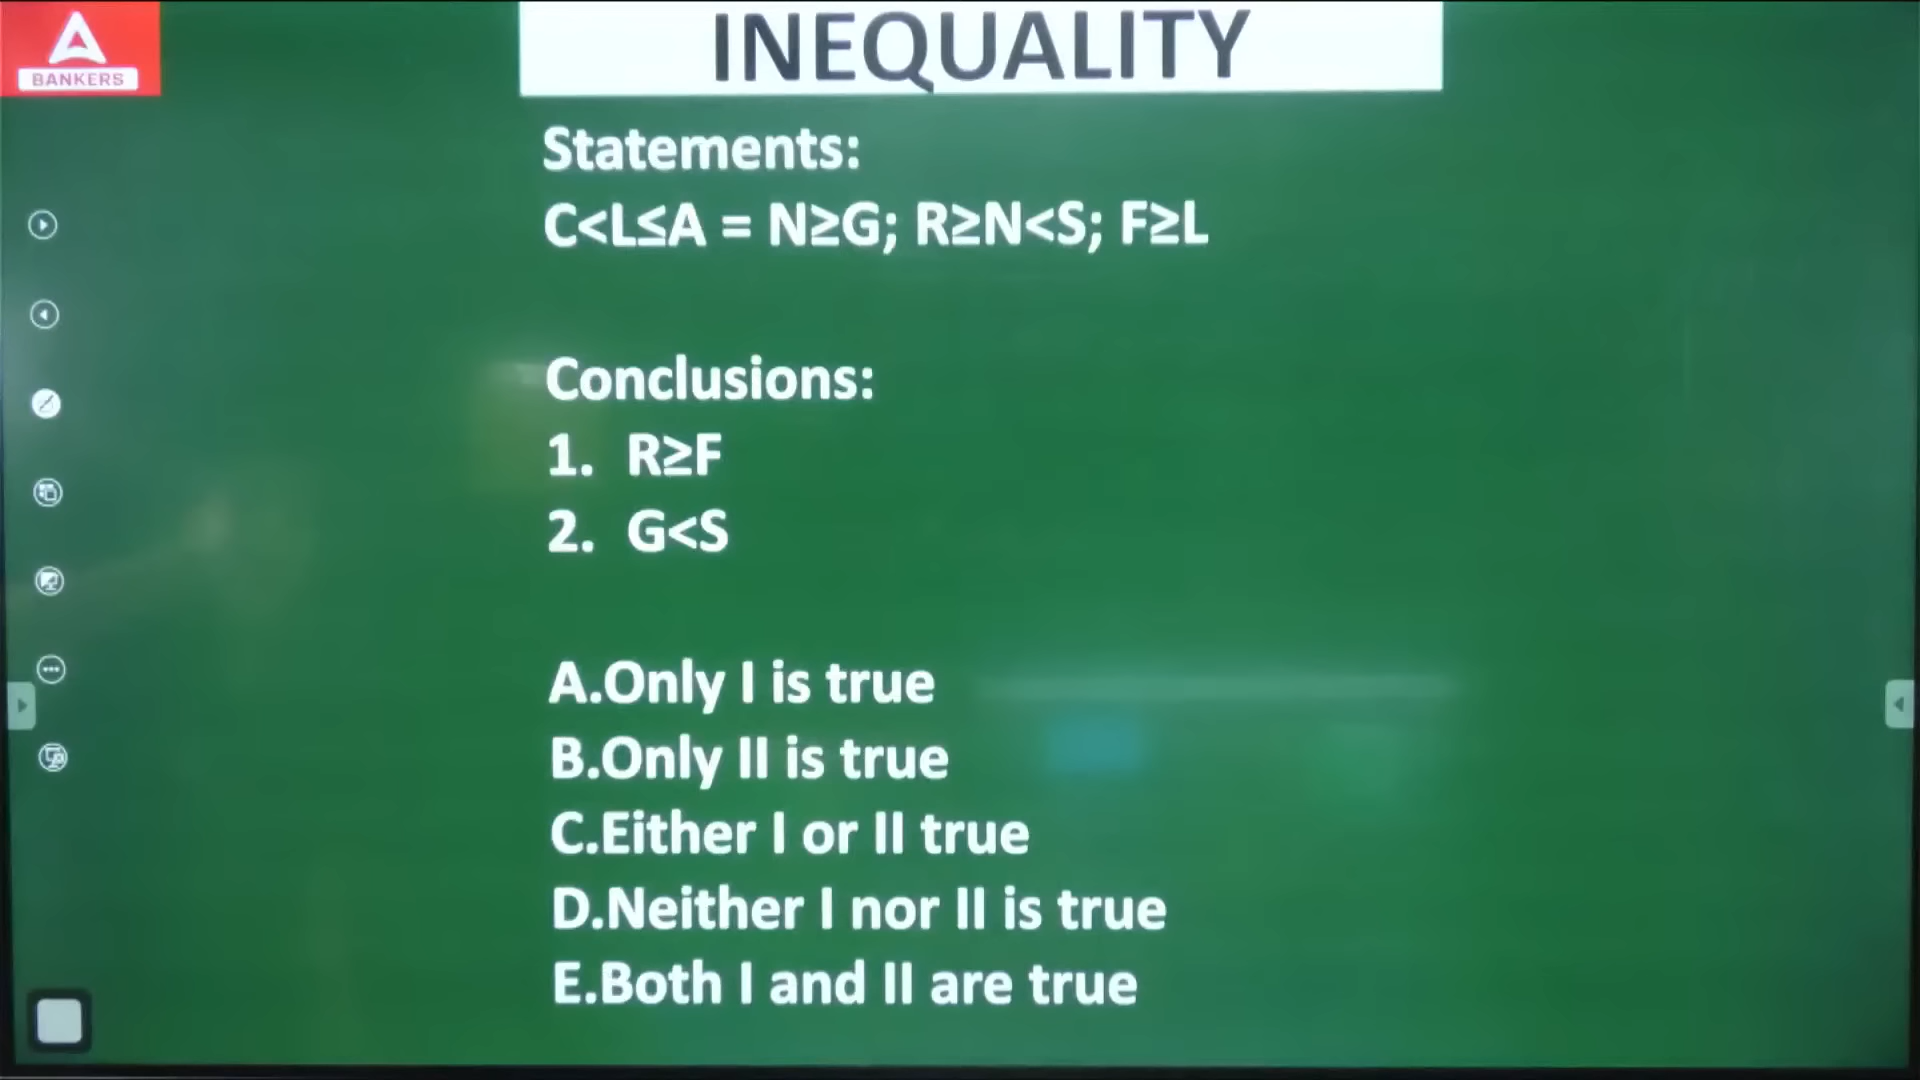 BANKERS
INEQUALITY
Statements:
C<L≤A = N≥G; R≥N<S; F≥L
Conclusions:
1. R≥F
2. G<S
A.Only I is true
B.Only II is true
C.Either I or II true
D.Neither I nor II is true
E.Both I and II are true